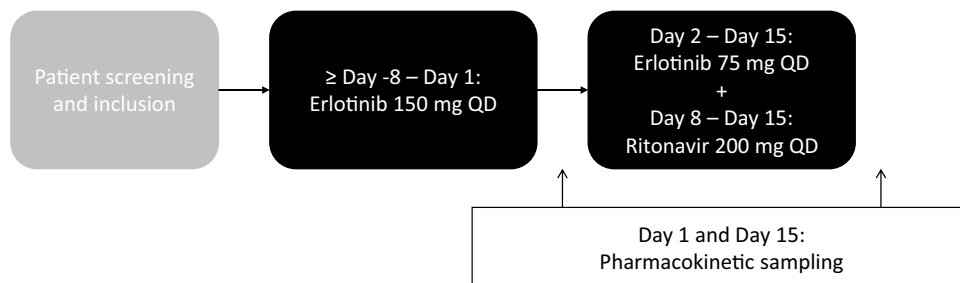 Patient screening
and inclusion
≥ Day -8 – Day 1:
Erlotinib 150 mg QD
Day 2 – Day 15:
Erlotinib 75 mg QD
+
Day 8 – Day 15:
Ritonavir 200 mg QD
Day 1 and Day 15:
Pharmacokinetic sampling